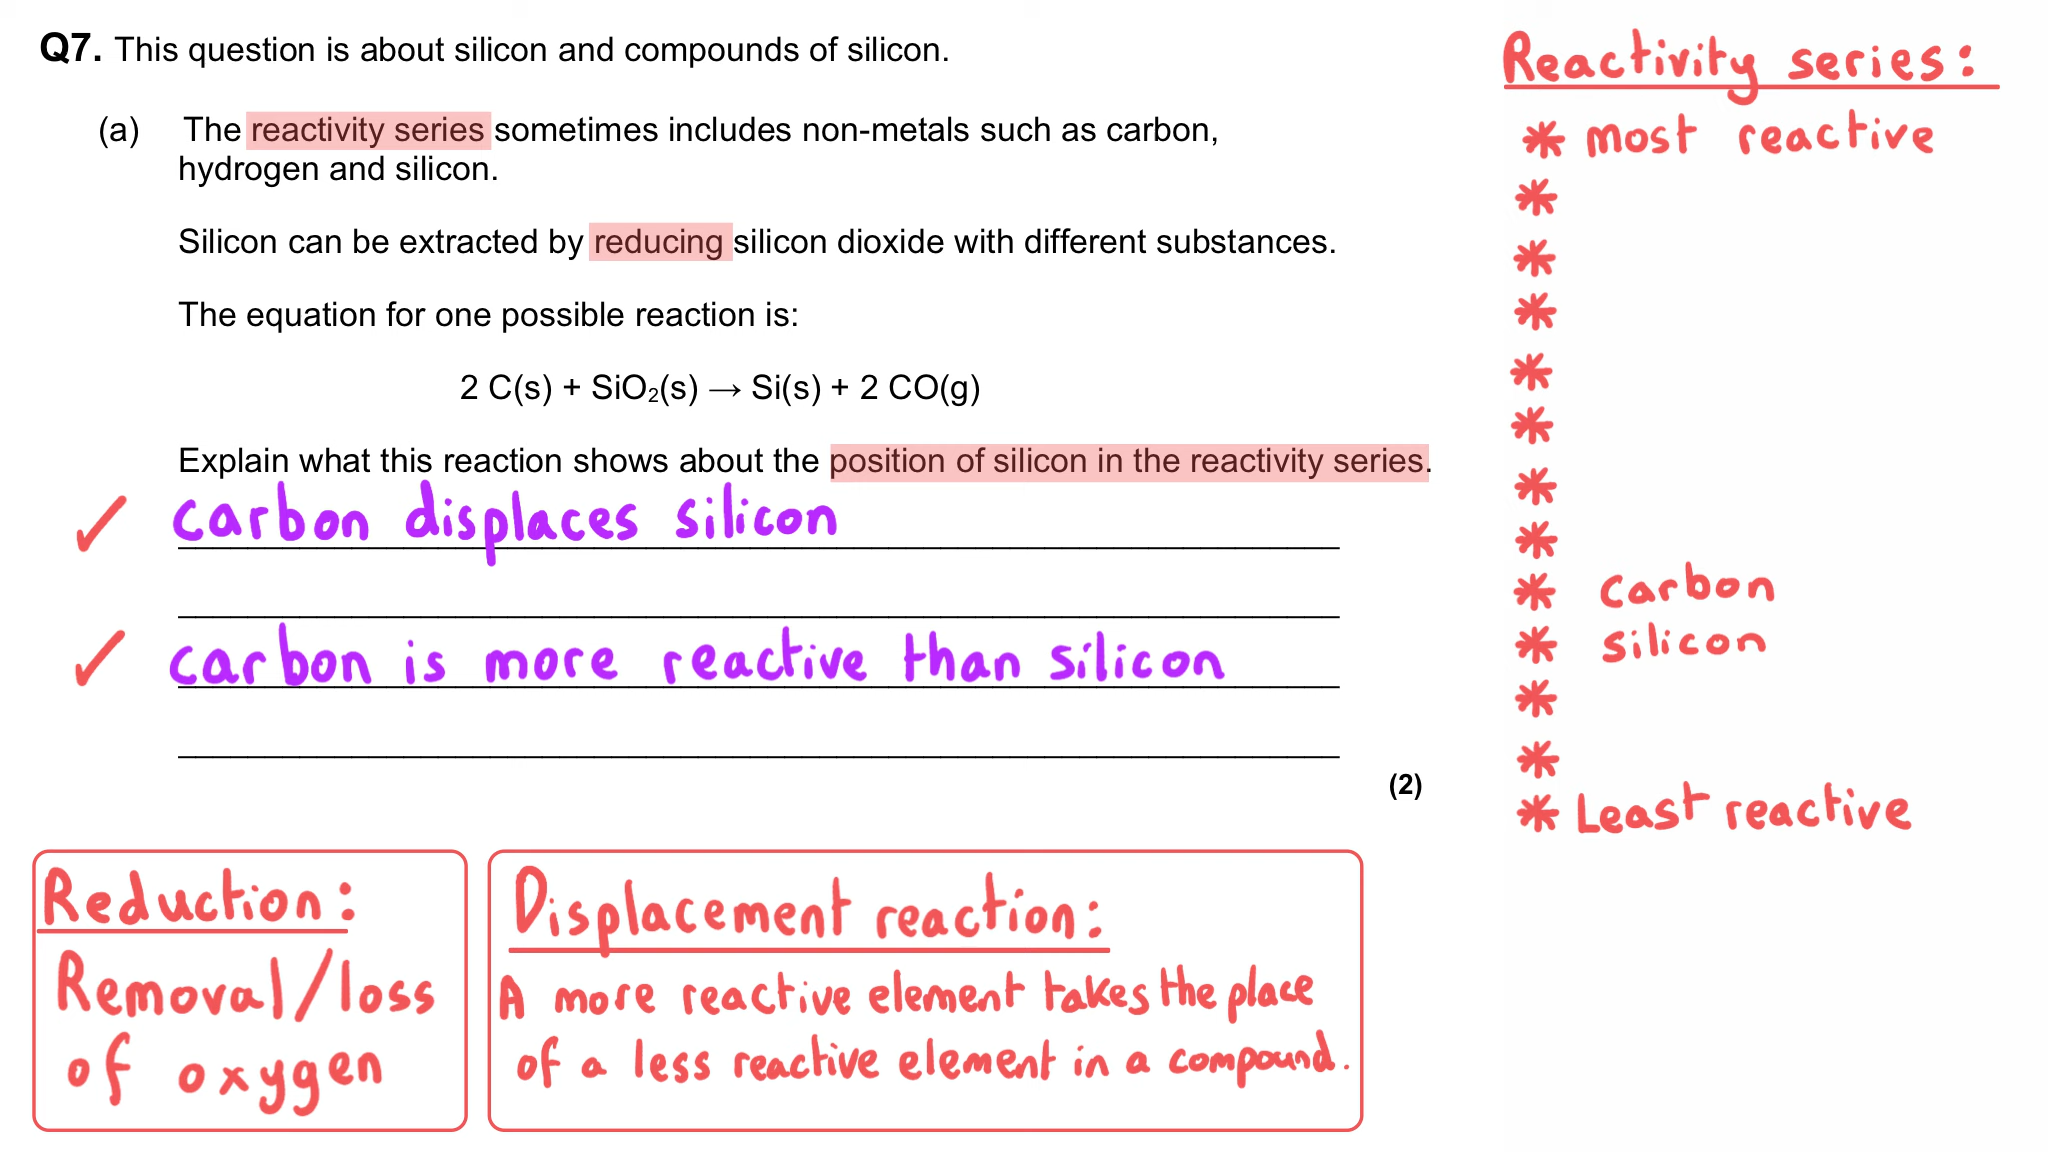 Q7. This question is about silicon and compounds of silicon.
(a) The reactivity series sometimes includes non-metals such as carbon,
hydrogen and silicon.
Silicon can be extracted by reducing silicon dioxide with different substances.
The equation for one possible reaction is:
2 C(s) + SiO₂(s) → Si(s) + 2 CO(g)
Explain what this reaction shows about the position of silicon in the reactivity series.
✓ carbon displaces silicon
✓ carbon is more reactive than silicon
(2)
Reduction:
Removal/loss
of oxygen
Displacement reaction:
A more reactive element takes the place
of a less reactive element in a compound.
Reactivity series:
* most reactive
*
*
*
*
*
*
*
* carbon
* silicon
*
*
* Least reactive